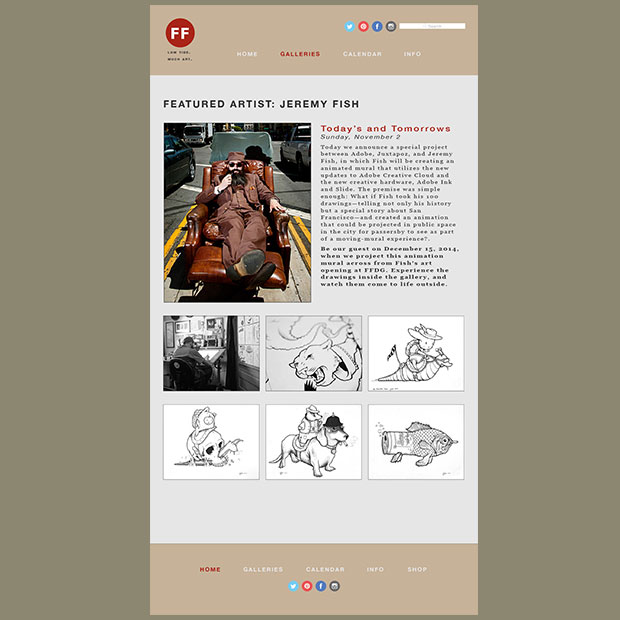 FF
LOW TIDE.
MUCH ART.
HOME GALLERIES CALENDAR INFO
FEATURED ARTIST: JEREMY FISH
Today's and Tomorrows
Sunday, November 2
Today we announce a special project
between Adobe, Juxtapoz, and Jeremy
Fish, in which Fish will be creating an
animated mural that utilizes the new
updates to Adobe Creative Cloud and
the new creative hardware, Adobe Ink
and Slide. The premise was simple
enough: What if Fish took his 100
drawings—telling not only his history
but a special story about San
Francisco—and created an animation
that could be projected in public space
in the city for passersby to see as part
of a moving-mural experience?.
Be our guest on December 15, 2014,
when we project this animation
mural across from Fish's art
opening at FFDG. Experience the
drawings inside the gallery, and
watch them come to life outside.
HOME GALLERIES CALENDAR INFO SHOP